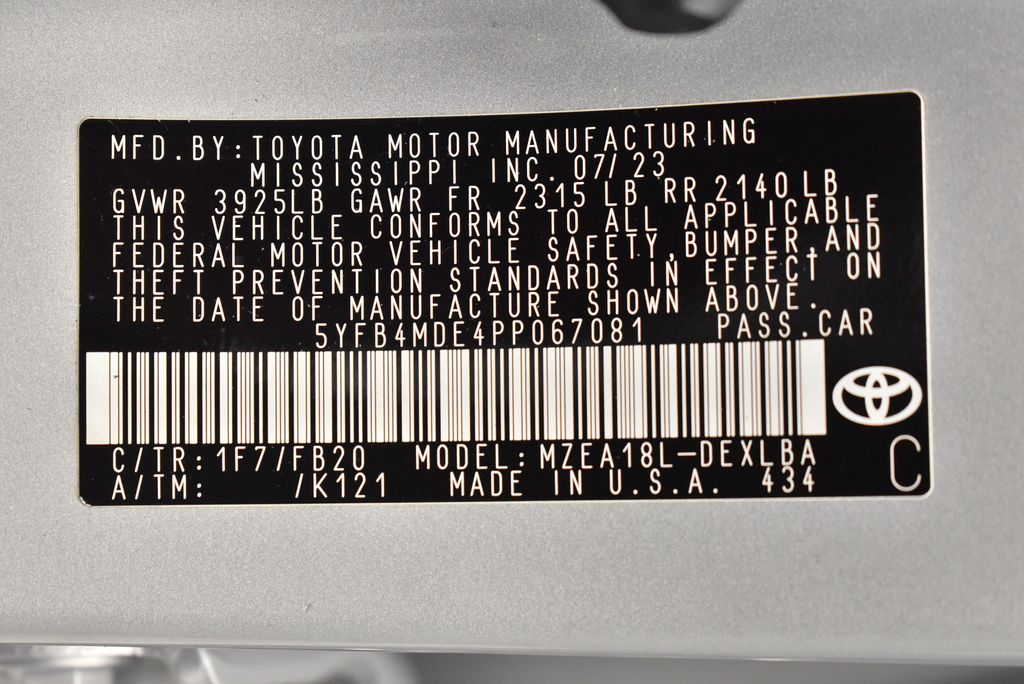 MFD.BY:TOYOTA MOTOR MANUFACTURING
MISSISSIPPI INC. 07/23
GVWR 3925LB GAWR FR 2315 LB RR 2140LB
THIS VEHICLE CONFORMS TO ALL APPLICABLE
FEDERAL MOTOR VEHICLE SAFETY,BUMPER,AND
THEFT PREVENTION STANDARDS IN EFFECT ON
THE DATE OF MANUFACTURE SHOWN ABOVE.
5YFB4MDE4PP067081 PASS.CAR
C/TR:1F7/FB20 MODEL:MZEA18L-DEXLBA
A/TM: /K121 MADE IN U.S.A. 434
C